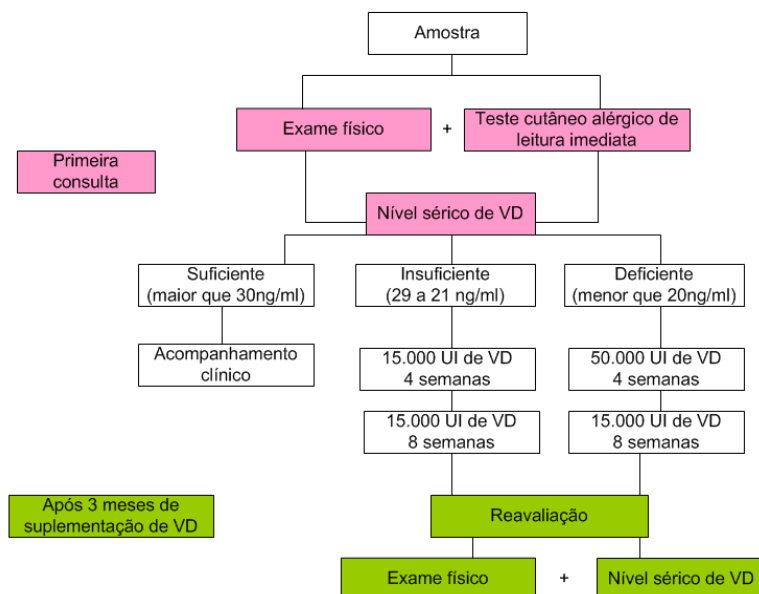 Amostra
Exame físico
+
Teste cutâneo alérgico de
leitura imediata
Primeira
consulta
Nível sérico de VD
Suficiente
(maior que 30ng/ml)
Insuficiente
(29 a 21 ng/ml)
Deficiente
(menor que 20ng/ml)
Acompanhamento
clínico
15.000 UI de VD
4 semanas
50.000 UI de VD
4 semanas
15.000 UI de VD
8 semanas
15.000 UI de VD
8 semanas
Após 3 meses de
suplementação de VD
Reavaliação
Exame físico
+
Nível sérico de VD